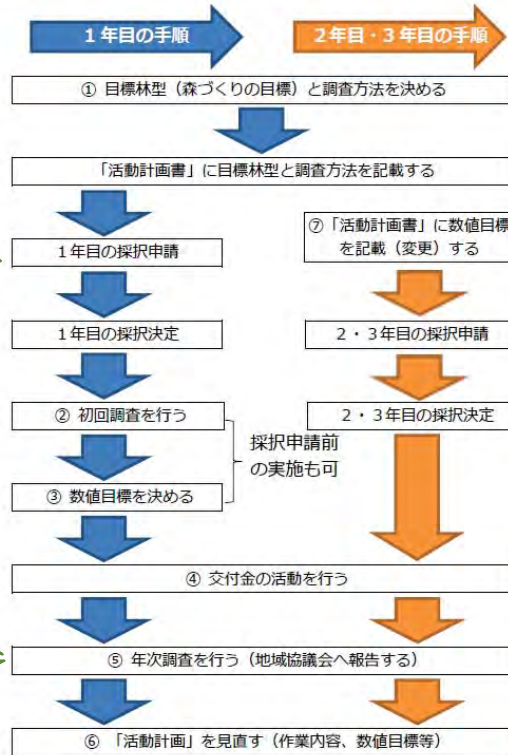 1年目の手順
2年目・3年目の手順
① 目標林型（森づくりの目標）と調査方法を決める
「活動計画書」に目標林型と調査方法を記載する
1年目の採択申請
⑦「活動計画書」に数値目標
を記載（変更）する
1年目の採択決定
2・3年目の採択申請
② 初回調査を行う
2・3年目の採択決定
採択申請前
の実施も可
③ 数値目標を決める
④ 交付金の活動を行う
⑤ 年次調査を行う（地域協議会へ報告する）
⑥ 「活動計画」を見直す（作業内容、数値目標等）